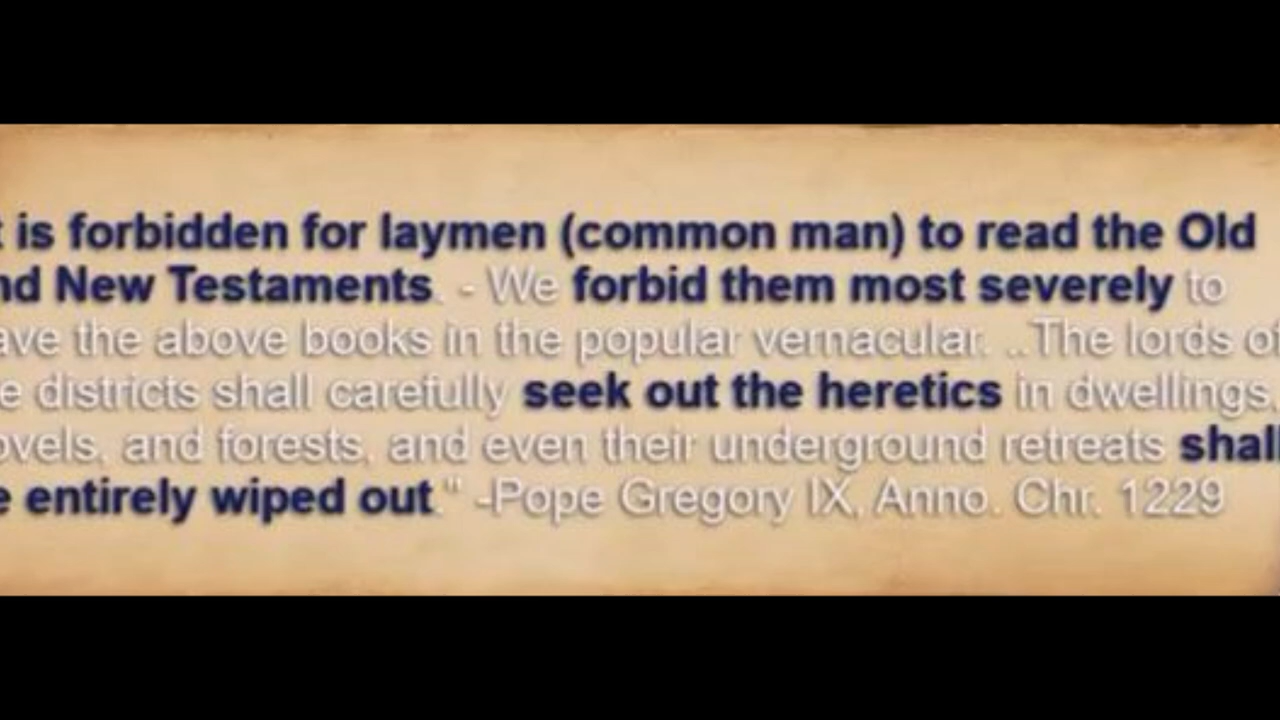 t is forbidden for laymen (common man) to read the Old
nd New Testaments. - We forbid them most severely to
ave the above books in the popular vernacular. ..The lords of
e districts shall carefully seek out the heretics in dwellings,
ovels, and forests, and even their underground retreats shall
e entirely wiped out." -Pope Gregory IX, Anno. Chr. 1229